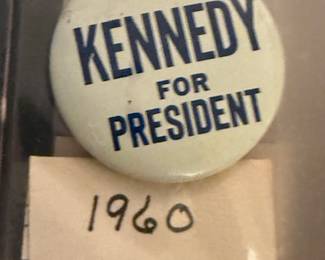 KENNEDY
FOR
PRESIDENT
1960